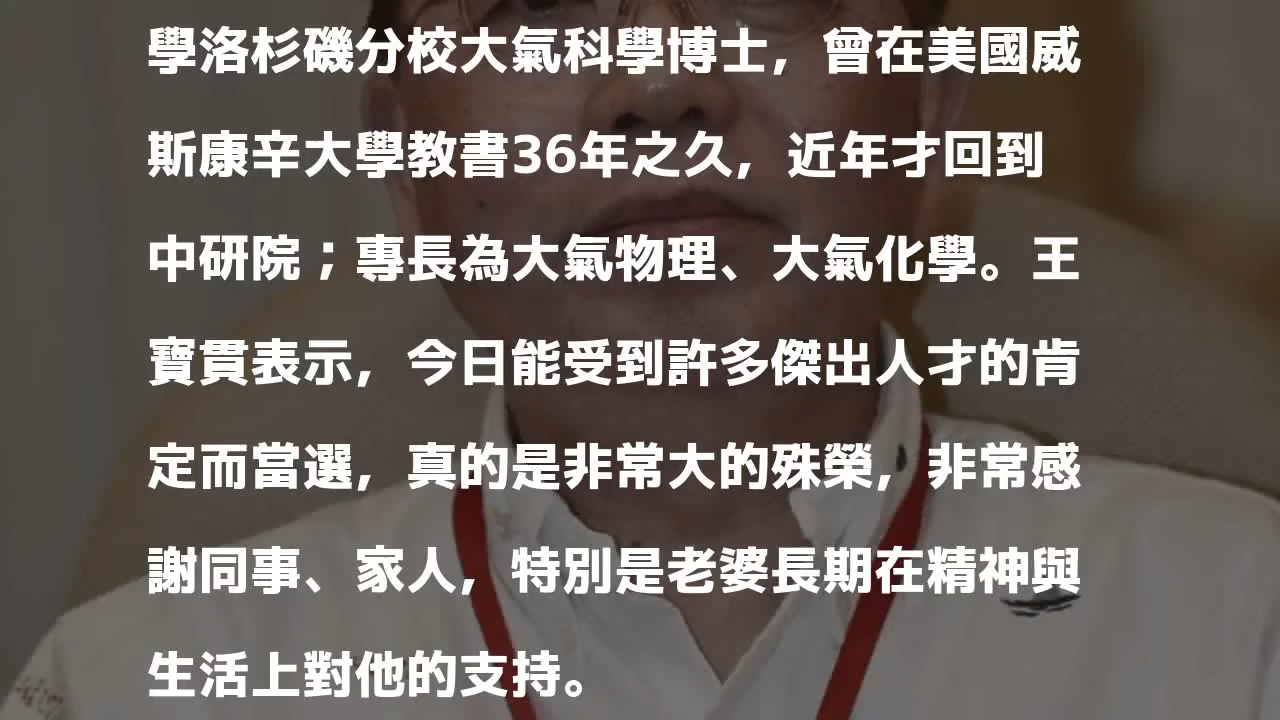 學洛杉磯分校大氣科學博士，曾在美國威
斯康辛大學教書36年之久，近年才回到
中研院；專長為大氣物理、大氣化學。王
寶貫表示，今日能受到許多傑出人才的肯
定而當選，真的是非常大的殊榮，非常感
謝同事、家人，特別是老婆長期在精神與
生活上對他的支持。